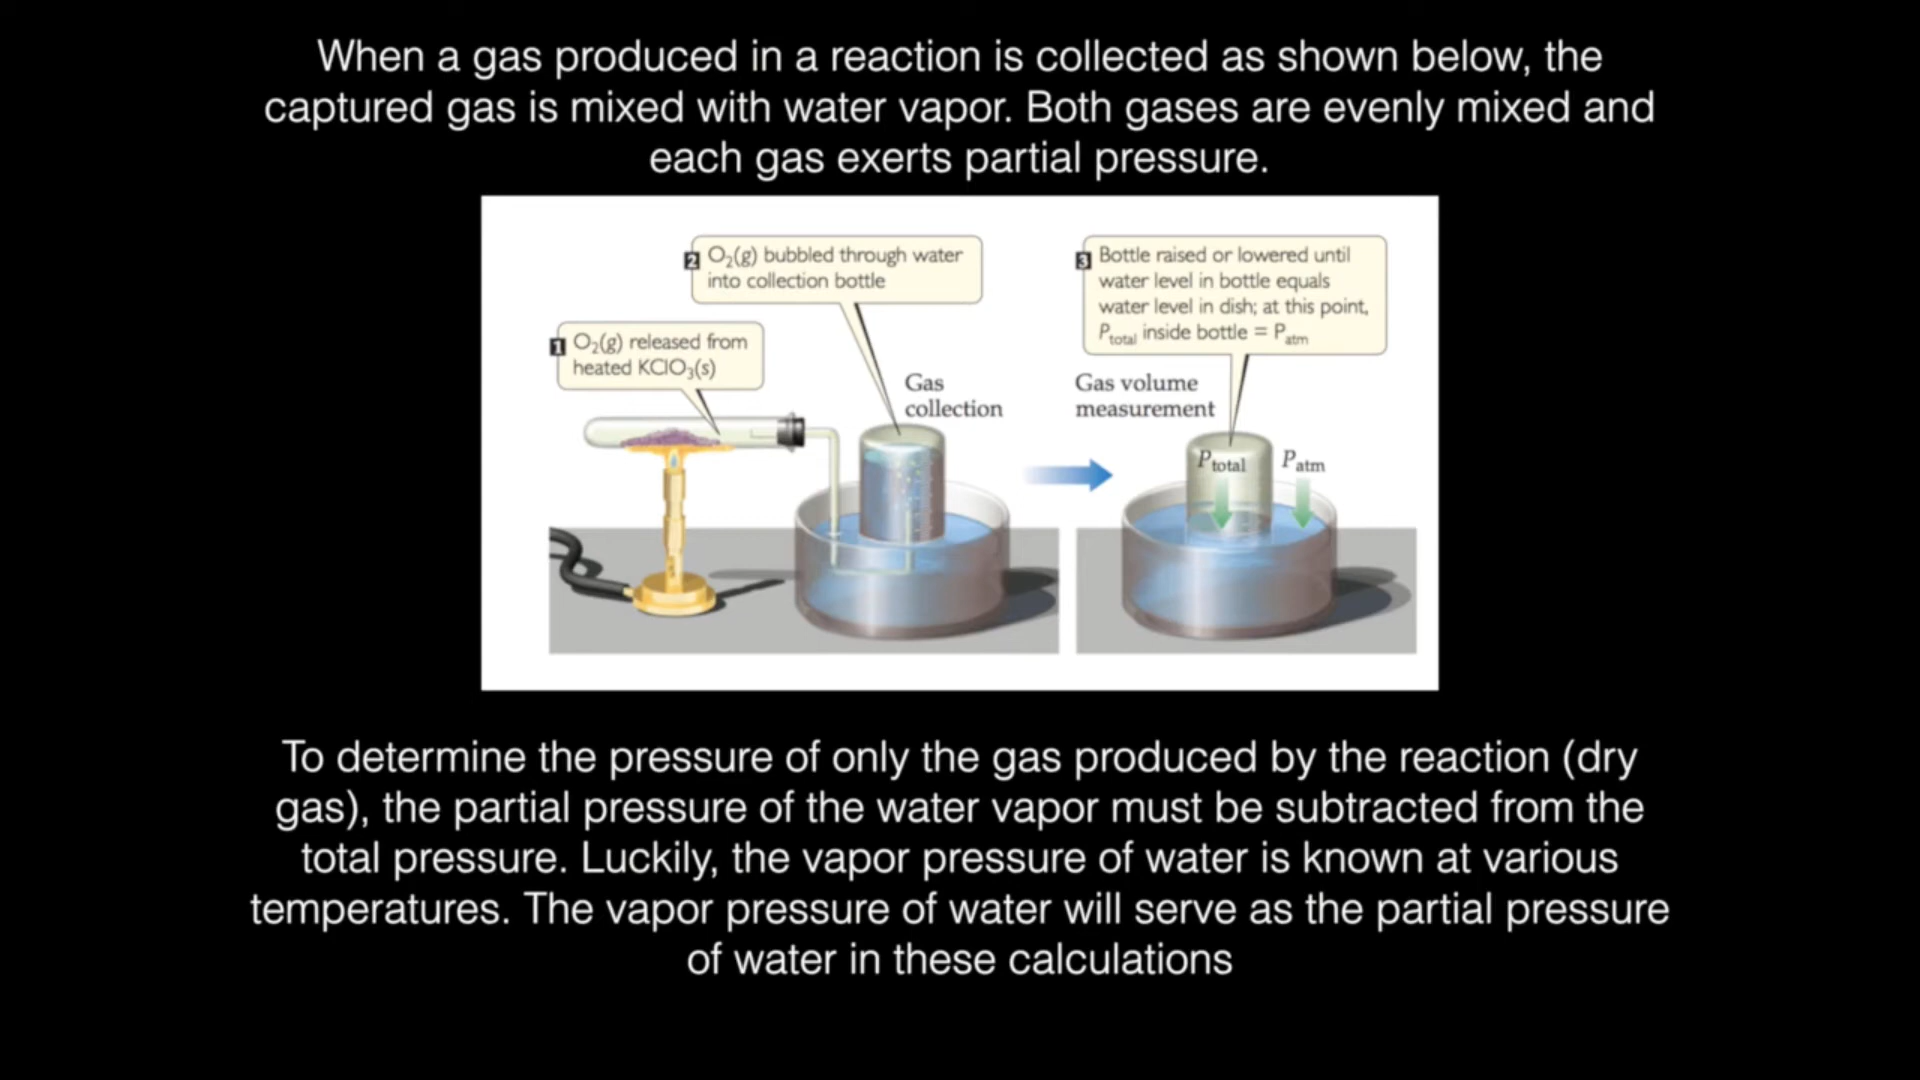 When a gas produced in a reaction is collected as shown below, the
captured gas is mixed with water vapor. Both gases are evenly mixed and
each gas exerts partial pressure.
2 O₂(g) bubbled through water
into collection bottle
3 Bottle raised or lowered until
water level in bottle equals
water level in dish; at this point,
Ptotal inside bottle = Patm
1 O₂(g) released from
heated KClO₃(s)
Gas
collection
Gas volume
measurement
Ptotal
Patm
To determine the pressure of only the gas produced by the reaction (dry
gas), the partial pressure of the water vapor must be subtracted from the
total pressure. Luckily, the vapor pressure of water is known at various
temperatures. The vapor pressure of water will serve as the partial pressure
of water in these calculations